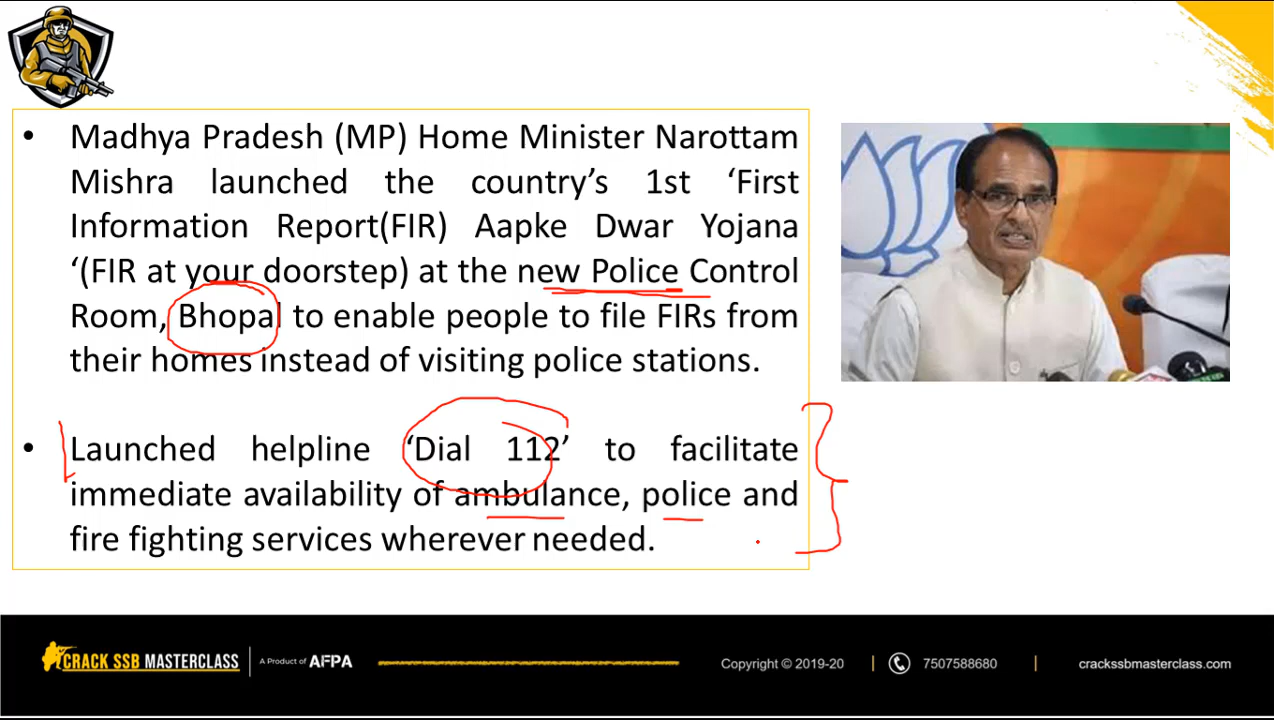 • Madhya Pradesh (MP) Home Minister Narottam
Mishra launched the country’s 1st ‘First
Information Report(FIR) Aapke Dwar Yojana
‘(FIR at your doorstep) at the new Police Control
Room, Bhopal to enable people to file FIRs from
their homes instead of visiting police stations.
• Launched helpline ‘Dial 112’ to facilitate
immediate availability of ambulance, police and
fire fighting services wherever needed.
CRACK SSB MASTERCLASS
A Product of AFPA
Copyright © 2019-20
7507588680
crackssbmasterclass.com